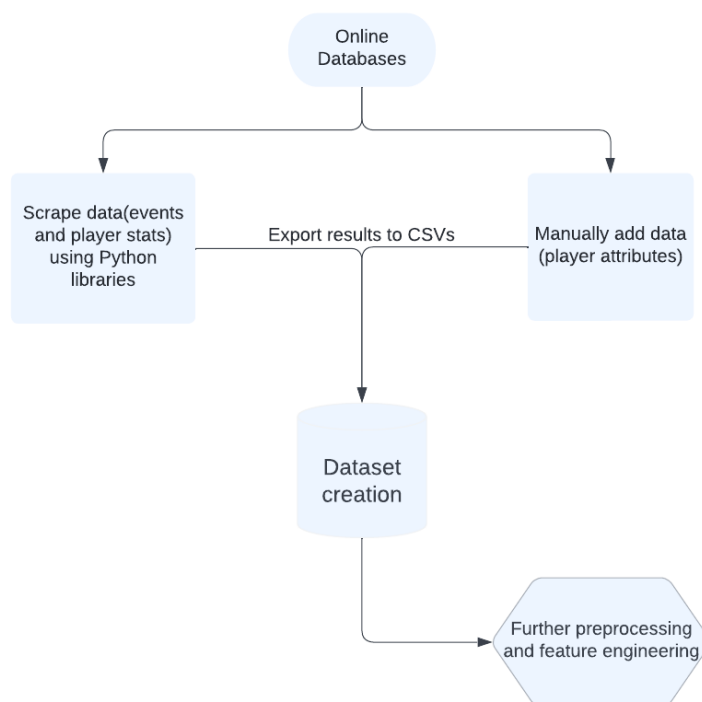 Online
Databases
Scrape data(events
and player stats)
using Python
libraries
Export results to CSVs
Manually add data
(player attributes)
Dataset
creation
Further preprocessing
and feature engineering